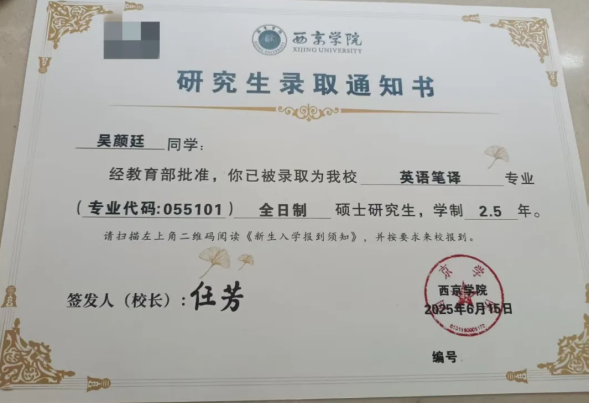 西京学院
XIJING UNIVERSITY
研究生录取通知书
吴颜廷 同学:
经教育部批准，你已被录取为我校 英语笔译 专业
(专业代码:055101) 全日制 硕士研究生，学制 2.5 年。
请扫描左上角二维码阅读《新生入学报到须知》，并按要求来校报到。
签发人（校长）: 任芳
西京学院
2025年6月15日
编号